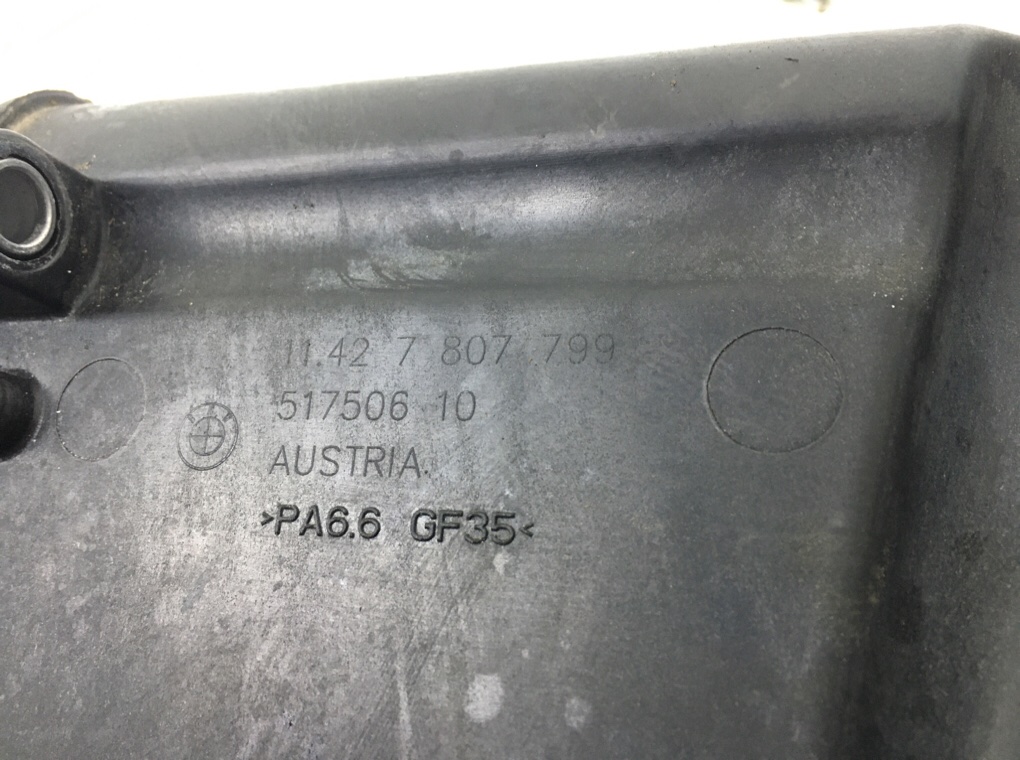 11.42 7 807 799
517506 10
AUSTRIA.
>PA6.6 GF35<